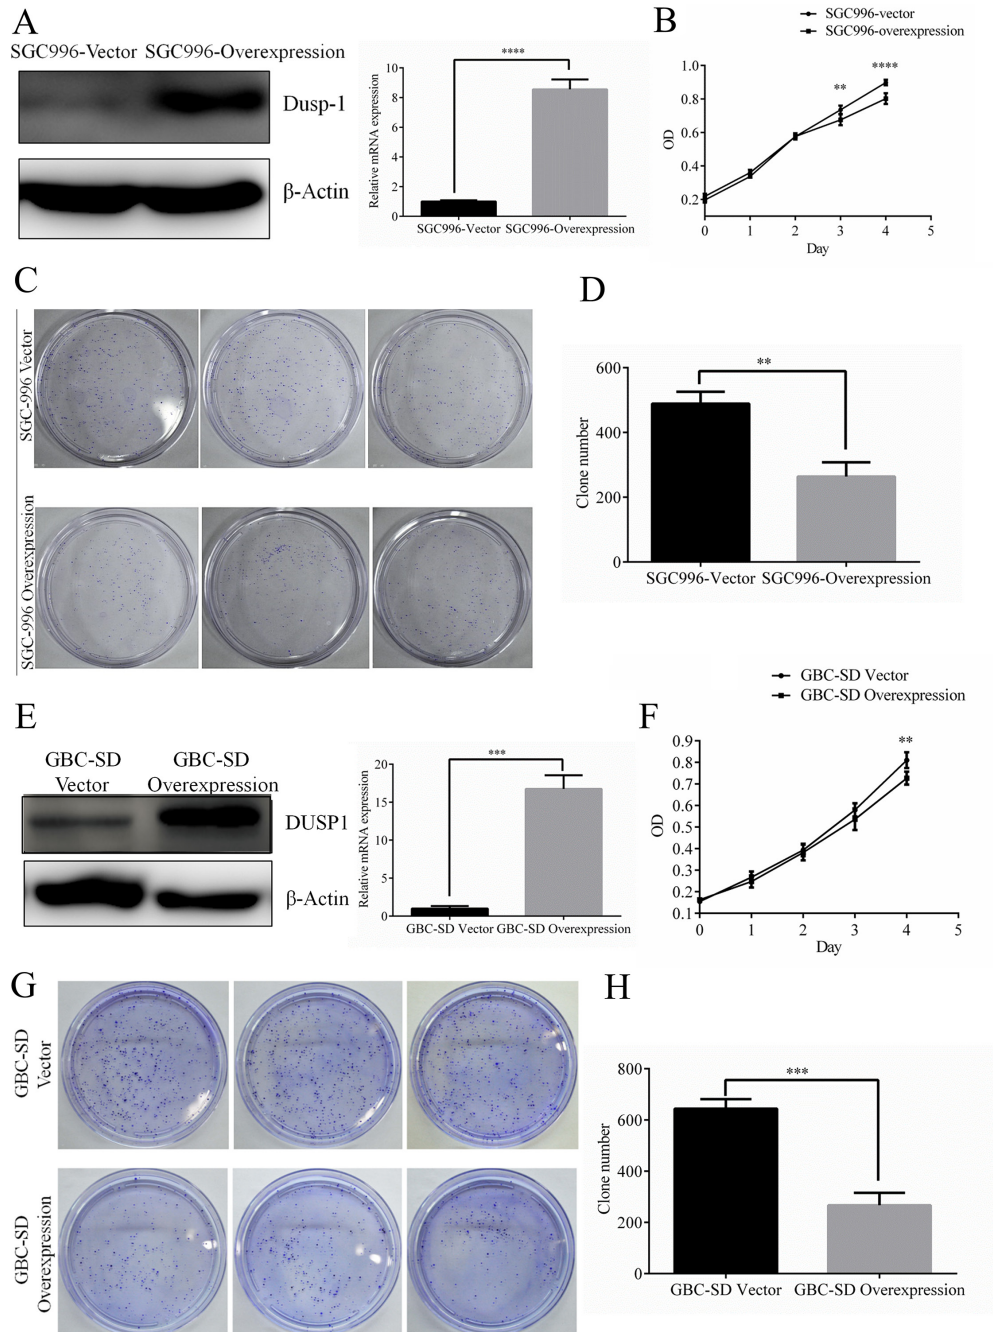 A
SGC996-Vector SGC996-Overexpression
Dusp-1
β-Actin
****
Relative mRNA expression
10
8
6
4
2
0
SGC996-Vector SGC996-Overexpression
B
SGC996-vector
SGC996-overexpression
OD
1.0
0.8
0.6
0.4
0.2
**
****
0 1 2 3 4 5
Day
C
SGC-996 Vector
SGC-996 Overexpression
D
Clone number
600
400
200
0
**
SGC996-Vector SGC996-Overexpression
E
GBC-SD
Vector
GBC-SD
Overexpression
DUSP1
β-Actin
***
Relative mRNA expression
20
15
10
5
0
GBC-SD Vector GBC-SD Overexpression
F
GBC-SD Vector
GBC-SD Overexpression
OD
0.9
0.8
0.7
0.6
0.5
0.4
0.3
0.2
0.1
**
0 1 2 3 4 5
Day
G
GBC-SD
Vector
GBC-SD
Overexpression
H
Clone number
800
600
400
200
0
***
GBC-SD Vector GBC-SD Overexpression